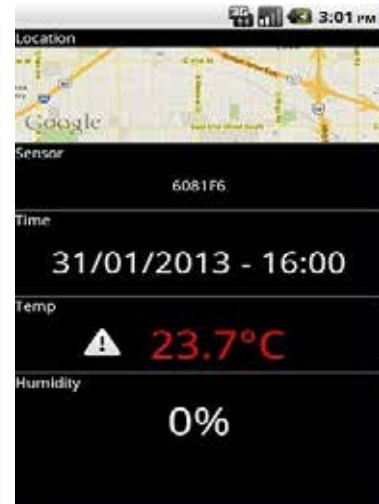 3:01 PM
Location
Google
Sensor
6081F6
Time
31/01/2013 - 16:00
Temp
23.7°C
Humidity
0%